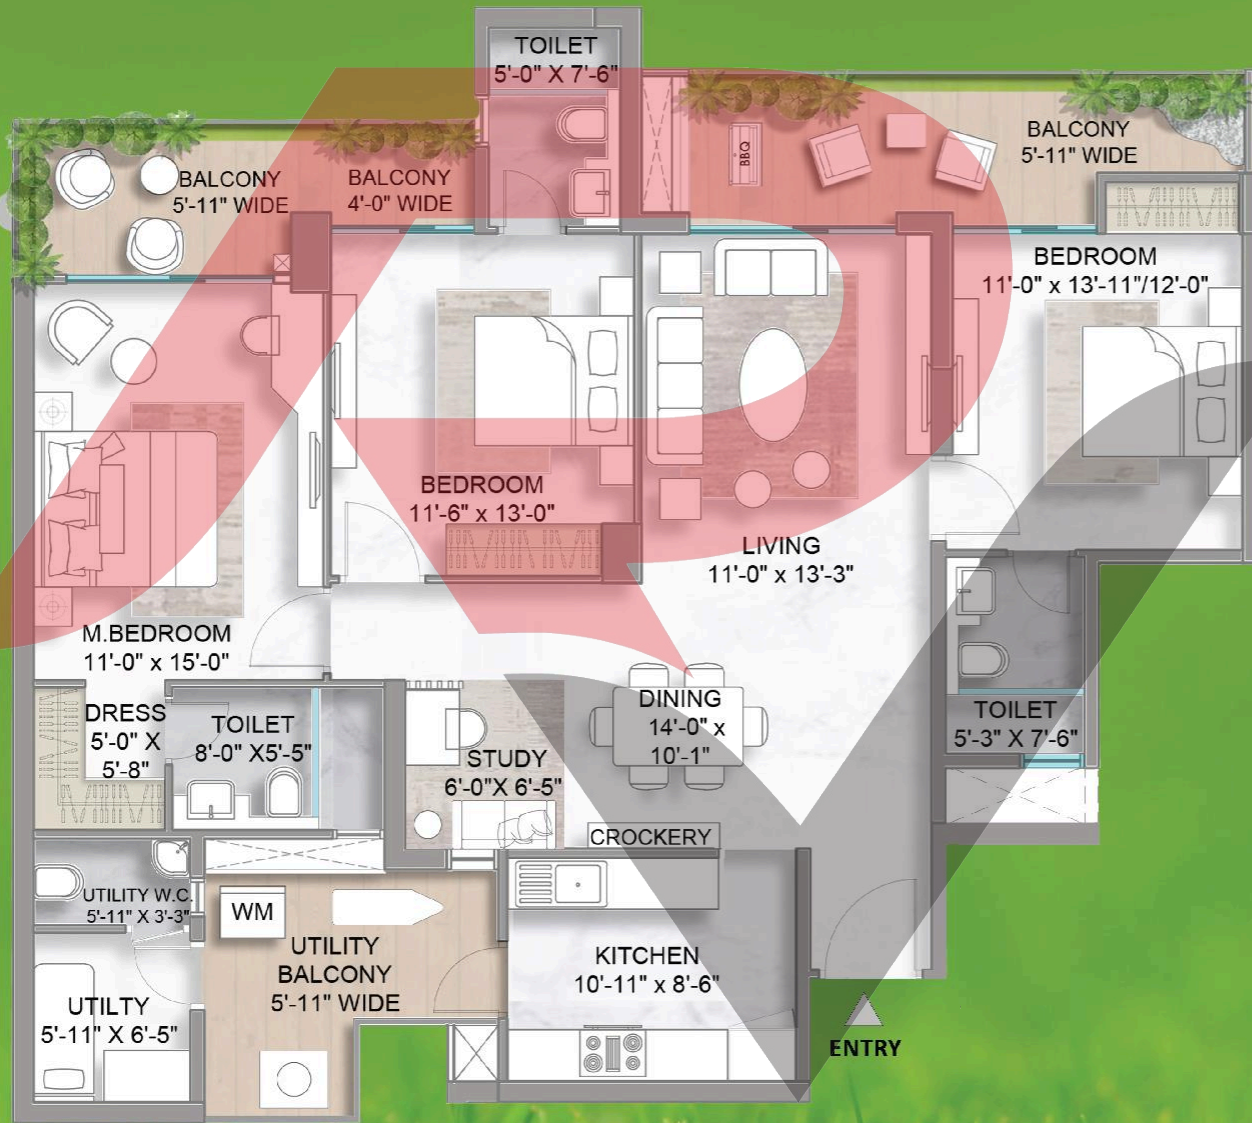 TOILET
5'-0" X 7'-6"
BALCONY
5'-11" WIDE
BALCONY
4'-0" WIDE
BBQ
BALCONY
5'-11" WIDE
BEDROOM
11'-0" x 13'-11"/12'-0"
BEDROOM
11'-6" x 13'-0"
LIVING
11'-0" x 13'-3"
M.BEDROOM
11'-0" x 15'-0"
DRESS
5'-0" X
5'-8"
TOILET
8'-0" X5'-5"
STUDY
6'-0"X 6'-5"
DINING
14'-0" x
10'-1"
TOILET
5'-3" X 7'-6"
CROCKERY
UTILITY W.C.
5'-11" X 3'-3"
WM
UTILITY
BALCONY
5'-11" WIDE
KITCHEN
10'-11" x 8'-6"
UTILTY
5'-11" X 6'-5"
ENTRY